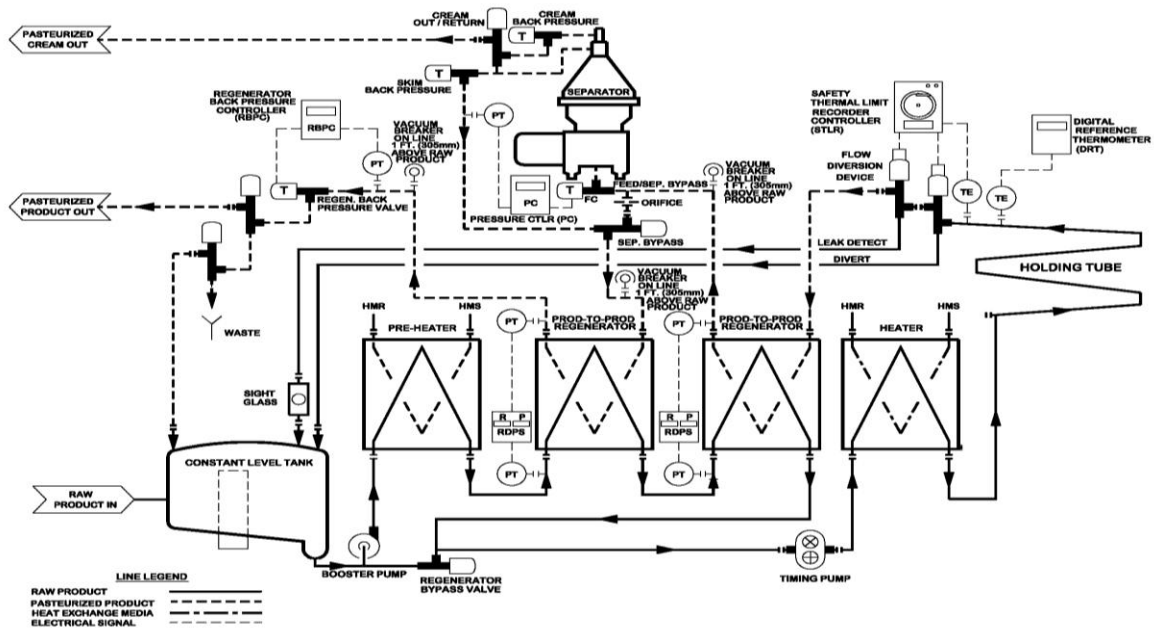 PASTEURIZED
CREAM OUT
CREAM
OUT / RETURN
CREAM
BACK PRESSURE
T
T
SKIM
BACK PRESSURE
SEPARATOR
REGENERATOR
BACK PRESSURE
CONTROLLER
(RBPC)
RBPC
PT
VACUUM
BREAKER
ON LINE
1 FT. (305mm)
ABOVE RAW
PRODUCT
PT
PC
PRESSURE CTLR (PC)
T
FC
FEED/SEP. BYPASS
ORIFICE
SEP. BYPASS
VACUUM
BREAKER
ON LINE
1 FT. (305mm)
ABOVE RAW
PRODUCT
SAFETY
THERMAL LIMIT
RECORDER
CONTROLLER
(STLR)
DIGITAL
REFERENCE
THERMOMETER
(DRT)
FLOW
DIVERSION
DEVICE
TE
TE
PASTEURIZED
PRODUCT OUT
T
REGEN. BACK
PRESSURE VALVE
LEAK DETECT
DIVERT
HOLDING TUBE
VACUUM
BREAKER
ON LINE
1 FT. (305mm)
ABOVE RAW
PRODUCT
WASTE
HMR
HMS
PRE-HEATER
PT
PROD-TO-PROD
REGENERATOR
PT
PROD-TO-PROD
REGENERATOR
HMR
HMS
HEATER
SIGHT
GLASS
R P
RDPS
PT
R P
RDPS
PT
CONSTANT LEVEL TANK
RAW
PRODUCT IN
BOOSTER PUMP
REGENERATOR
BYPASS VALVE
TIMING PUMP
LINE LEGEND
RAW PRODUCT
PASTEURIZED PRODUCT
HEAT EXCHANGE MEDIA
ELECTRICAL SIGNAL